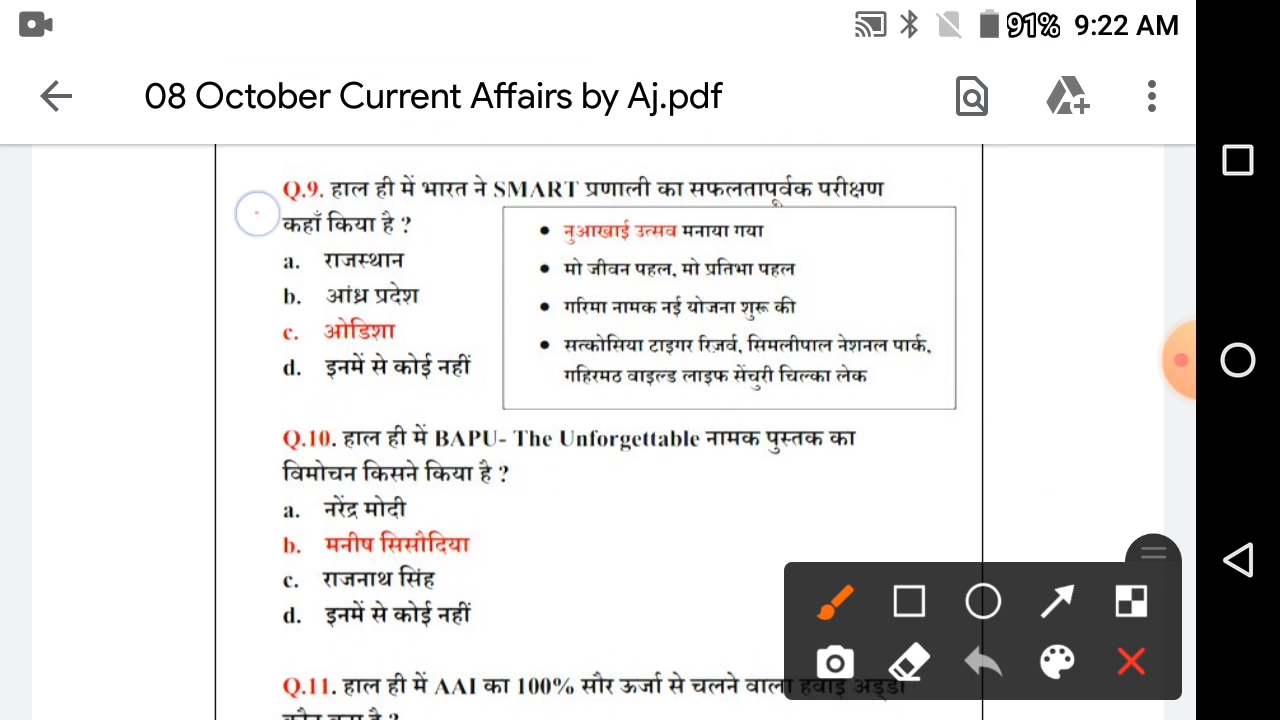 91% 9:22 AM
08 October Current Affairs by Aj.pdf
Q.9. हाल ही में भारत ने SMART प्रणाली का सफलतापूर्वक परीक्षण
कहाँ किया है ?
a. राजस्थान
b. आंध्र प्रदेश
c. ओडिशा
d. इनमें से कोई नहीं
• नुआखाई उत्सव मनाया गया
• मो जीवन पहल, मो प्रतिभा पहल
• गरिमा नामक नई योजना शुरू की
• सत्कोसिया टाइगर रिज़र्व, सिमलीपाल नेशनल पार्क,
गहिरमठ वाइल्ड लाइफ सेंचुरी चिल्का लेक
Q.10. हाल ही में BAPU- The Unforgettable नामक पुस्तक का
विमोचन किसने किया है ?
a. नरेंद्र मोदी
b. मनीष सिसौदिया
c. राजनाथ सिंह
d. इनमें से कोई नहीं
Q.11. हाल ही में AAI का 100% सौर ऊर्जा से चलने वाला हवाई अड्डा
कौन बना है ?